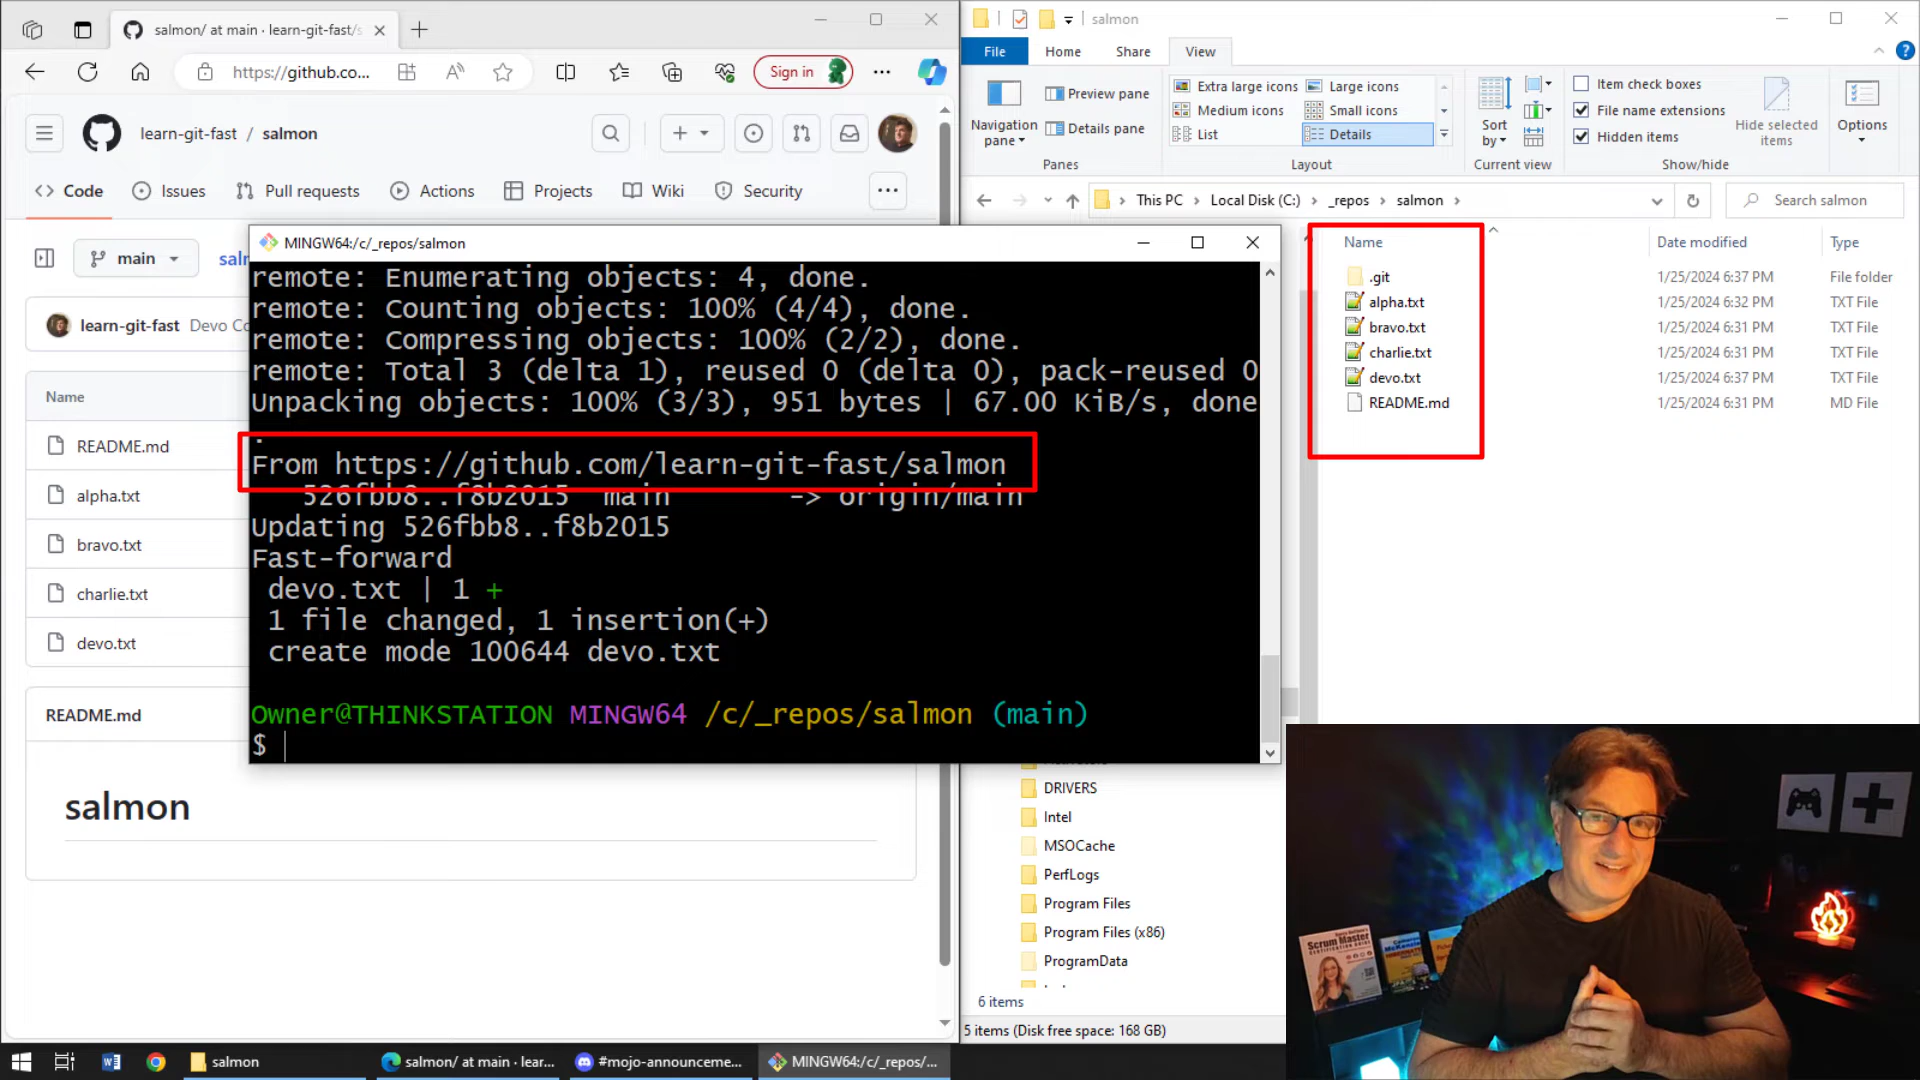 salmon/ at main · learn-git-fast/s
https://github.co...
Sign in
learn-git-fast / salmon
Code
Issues
Pull requests
Actions
Projects
Wiki
Security
main
saln
learn-git-fast Devo Co
Name
README.md
alpha.txt
bravo.txt
charlie.txt
devo.txt
README.md
salmon
MINGW64:/c/_repos/salmon
remote: Enumerating objects: 4, done.
remote: Counting objects: 100% (4/4), done.
remote: Compressing objects: 100% (2/2), done.
remote: Total 3 (delta 1), reused 0 (delta 0), pack-reused 0
Unpacking objects: 100% (3/3), 951 bytes | 67.00 KiB/s, done
.
From https://github.com/learn-git-fast/salmon
526fbb8..f8b2015 main -> origin/main
Updating 526fbb8..f8b2015
Fast-forward
devo.txt | 1 +
1 file changed, 1 insertion(+)
create mode 100644 devo.txt
Owner@THINKSTATION MINGW64 /c/_repos/salmon (main)
$
salmon
File Home Share View
Navigation pane
Preview pane
Details pane
Panes
Extra large icons
Large icons
Medium icons
Small icons
List
Details
Layout
Sort by
Current view
Item check boxes
File name extensions
Hidden items
Hide selected items
Show/hide
Options
This PC > Local Disk (C:) > _repos > salmon >
Search salmon
Name Date modified Type
.git 1/25/2024 6:37 PM File folder
alpha.txt 1/25/2024 6:32 PM TXT File
bravo.txt 1/25/2024 6:31 PM TXT File
charlie.txt 1/25/2024 6:31 PM TXT File
devo.txt 1/25/2024 6:37 PM TXT File
README.md 1/25/2024 6:31 PM MD File
DRIVERS
Intel
MSOCache
PerfLogs
Program Files
Program Files (x86)
ProgramData
6 items
5 items (Disk free space: 168 GB)
Scrum Master
salmon
salmon/ at main · lear...
#mojo-announceme...
MINGW64:/c/_repos/...